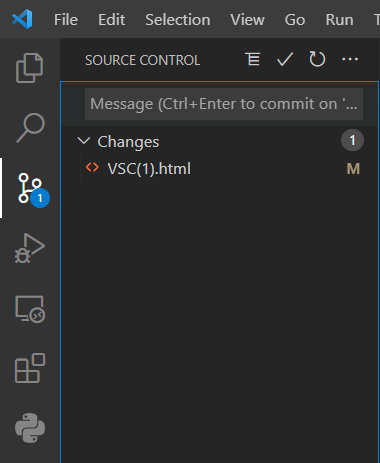 File Edit Selection View Go Run
SOURCE CONTROL
Message (Ctrl+Enter to commit on '...
Changes 1
VSC(1).html M
1